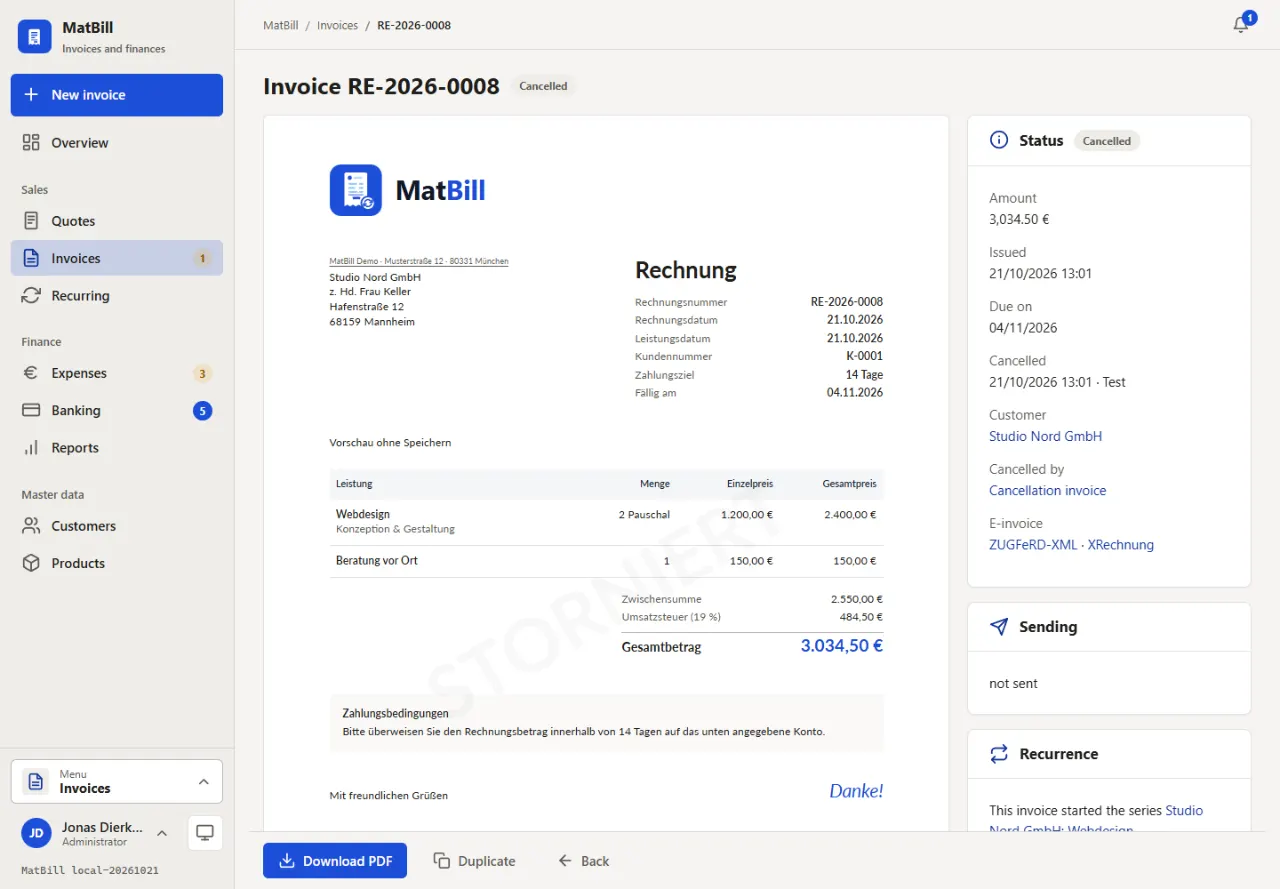 MatBill
Invoices and finances
New invoice
Overview
Sales
Quotes
Invoices 1
Recurring
Finance
Expenses 3
Banking 5
Reports
Master data
Customers
Products
Menu
Invoices
JD
Jonas Dierk...
Administrator
MatBill local-20261021
MatBill / Invoices / RE-2026-0008
1
Invoice RE-2026-0008 Cancelled
MatBill
MatBill Demo · Musterstraße 12 · 80331 München
Studio Nord GmbH
z. Hd. Frau Keller
Hafenstraße 12
68159 Mannheim
Rechnung
Rechnungsnummer RE-2026-0008
Rechnungsdatum 21.10.2026
Leistungsdatum 21.10.2026
Kundennummer K-0001
Zahlungsziel 14 Tage
Fällig am 04.11.2026
Vorschau ohne Speichern
Leistung Menge Einzelpreis Gesamtpreis
Webdesign 2 Pauschal 1.200,00 € 2.400,00 €
Konzeption & Gestaltung
Beratung vor Ort 1 150,00 € 150,00 €
Zwischensumme 2.550,00 €
Umsatzsteuer (19 %) 484,50 €
Gesamtbetrag 3.034,50 €
STORNIERT
Zahlungsbedingungen
Bitte überweisen Sie den Rechnungsbetrag innerhalb von 14 Tagen auf das unten angegebene Konto.
Mit freundlichen Grüßen
Danke!
Download PDF
Duplicate
Back
Status Cancelled
Amount
3,034.50 €
Issued
21/10/2026 13:01
Due on
04/11/2026
Cancelled
21/10/2026 13:01 · Test
Customer
Studio Nord GmbH
Cancelled by
Cancellation invoice
E-invoice
ZUGFeRD-XML · XRechnung
Sending
not sent
Recurrence
This invoice started the series Studio
Nord GmbH: Webdesign